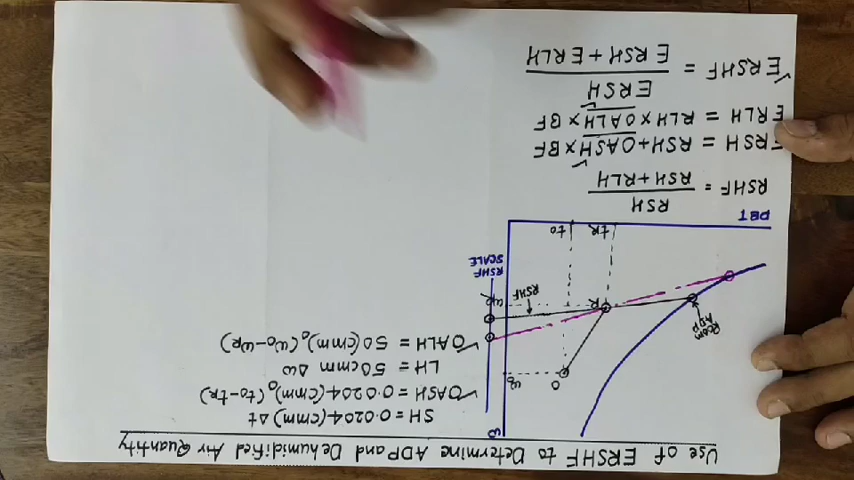 Use of ERSHF to Determine ADP and Dehumidified Air Quantity
SH = 0.0204 (cmm) Δt
✓OASH = 0.0204 (cmm)o (to-tR)
LH = 50 cmm Δω
✓OALH = 50 (cmm)o (ωo-ωR)
ω
O
ωo
Room
ADP
R
ωR
RSHF
RSHF
SCALE
tR
to
DBT
RSHF = RSH / RSH+RLH
ERSH = RSH + OASH × BF
ERLH = RLH × OALH × BF
ERSHF = ERSH / ERSH + ERLH